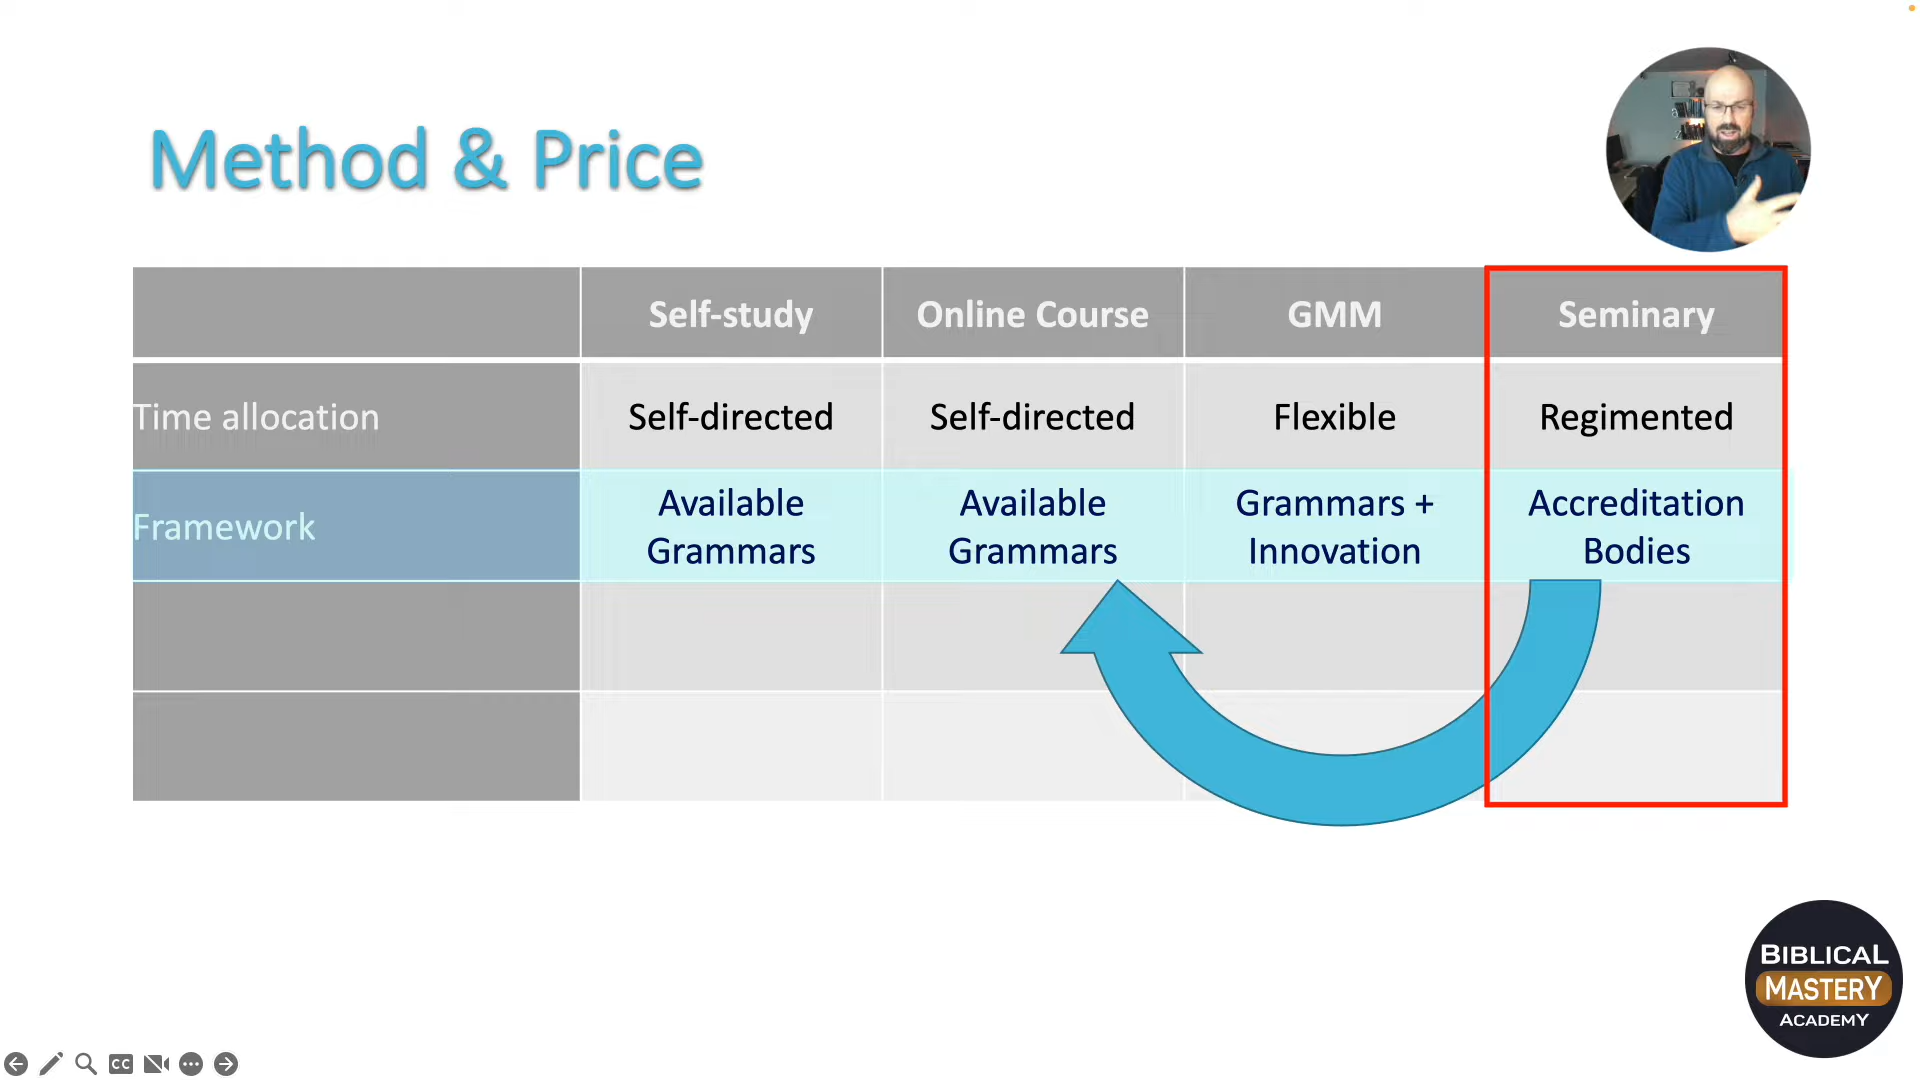 Method & Price
Self-study Online Course GMM Seminary
Time allocation Self-directed Self-directed Flexible Regimented
Framework Available Grammars Available Grammars Grammars + Innovation Accreditation Bodies
CC
BIBLICAL
MASTERY
ACADEMY